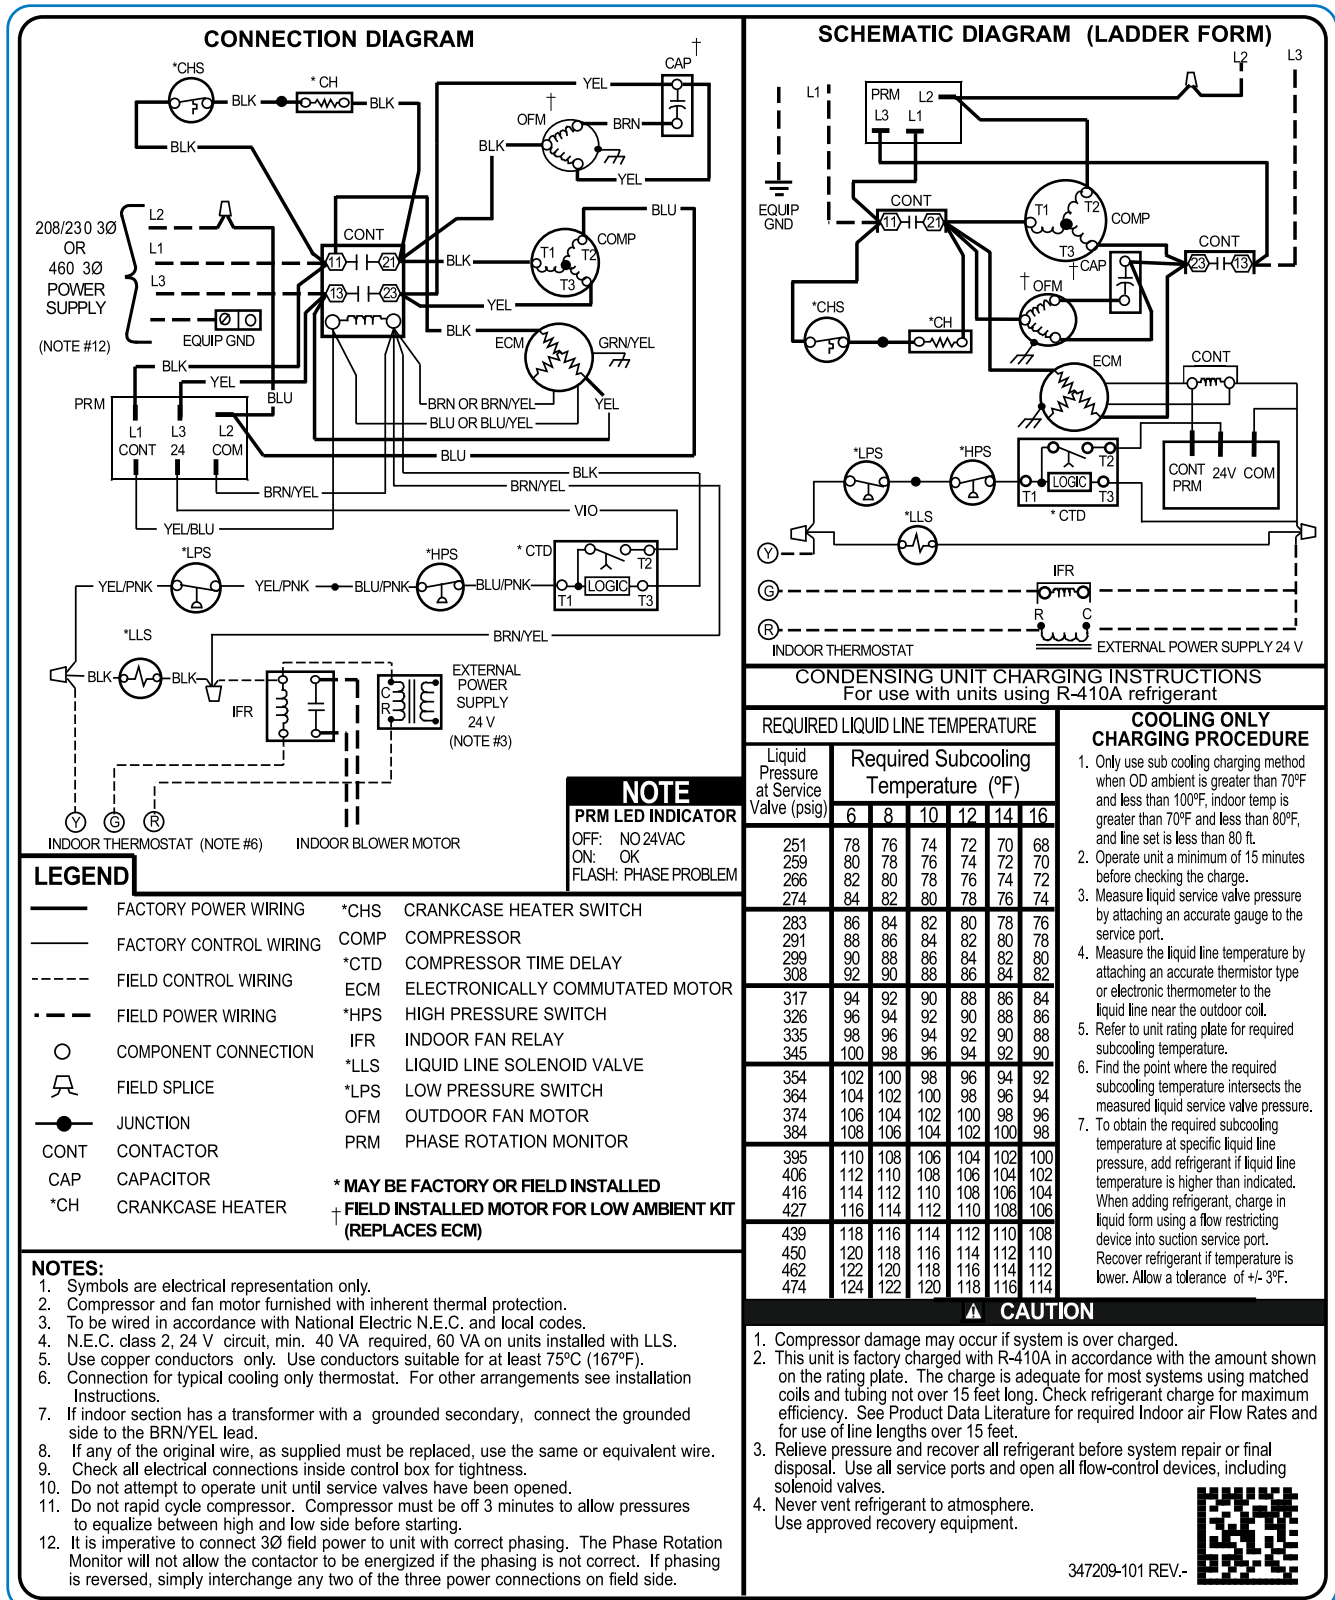 CONNECTION DIAGRAM
*CHS
* CH
CAP †
BLK
BLK
YEL
OFM †
BRN
BLK
BLK
YEL
208/230 3Ø
OR
460 3Ø
POWER
SUPPLY
(NOTE #12)
L2
L1
L3
EQUIP GND
CONT
11 21
13 23
BLU
COMP
T1 T2
T3
BLK
YEL
BLK
ECM
GRN/YEL
BLK
YEL
BLU
BRN OR BRN/YEL
BLU OR BLU/YEL
YEL
PRM
L1 L3 L2
CONT 24 COM
BLU
BLK
BRN/YEL
BRN/YEL
VIO
YEL/BLU
*LPS
*HPS
* CTD
T2
YEL/PNK
YEL/PNK
BLU/PNK
BLU/PNK
T1
LOGIC
T3
*LLS
BRN/YEL
BLK
BLK
IFR
C
R
EXTERNAL
POWER
SUPPLY
24 V
(NOTE #3)
Y G R
INDOOR THERMOSTAT (NOTE #6)
INDOOR BLOWER MOTOR
NOTE
PRM LED INDICATOR
OFF: NO 24VAC
ON: OK
FLASH: PHASE PROBLEM
LEGEND
FACTORY POWER WIRING
FACTORY CONTROL WIRING
FIELD CONTROL WIRING
FIELD POWER WIRING
COMPONENT CONNECTION
FIELD SPLICE
JUNCTION
CONT CONTACTOR
CAP CAPACITOR
*CH CRANKCASE HEATER
*CHS CRANKCASE HEATER SWITCH
COMP COMPRESSOR
*CTD COMPRESSOR TIME DELAY
ECM ELECTRONICALLY COMMUTATED MOTOR
*HPS HIGH PRESSURE SWITCH
IFR INDOOR FAN RELAY
*LLS LIQUID LINE SOLENOID VALVE
*LPS LOW PRESSURE SWITCH
OFM OUTDOOR FAN MOTOR
PRM PHASE ROTATION MONITOR
* MAY BE FACTORY OR FIELD INSTALLED
† FIELD INSTALLED MOTOR FOR LOW AMBIENT KIT
(REPLACES ECM)
NOTES:
1. Symbols are electrical representation only.
2. Compressor and fan motor furnished with inherent thermal protection.
3. To be wired in accordance with National Electric N.E.C. and local codes.
4. N.E.C. class 2, 24 V circuit, min. 40 VA required, 60 VA on units installed with LLS.
5. Use copper conductors only. Use conductors suitable for at least 75ºC (167ºF).
6. Connection for typical cooling only thermostat. For other arrangements see installation
Instructions.
7. If indoor section has a transformer with a grounded secondary, connect the grounded
side to the BRN/YEL lead.
8. If any of the original wire, as supplied must be replaced, use the same or equivalent wire.
9. Check all electrical connections inside control box for tightness.
10. Do not attempt to operate unit until service valves have been opened.
11. Do not rapid cycle compressor. Compressor must be off 3 minutes to allow pressures
to equalize between high and low side before starting.
12. It is imperative to connect 3Ø field power to unit with correct phasing. The Phase Rotation
Monitor will not allow the contactor to be energized if the phasing is not correct. If phasing
is reversed, simply interchange any two of the three power connections on field side.
SCHEMATIC DIAGRAM (LADDER FORM)
L2
L3
L1
PRM L2
L3 L1
EQUIP
GND
CONT
11 21
T1 T2
T3
COMP
CONT
23 13
† CAP
† OFM
*CHS
*CH
ECM
CONT
*LPS
*HPS
T2
T1
LOGIC
T3
* CTD
CONT 24V COM
PRM
*LLS
Y
IFR
G
R C
R
INDOOR THERMOSTAT
EXTERNAL POWER SUPPLY 24 V
CONDENSING UNIT CHARGING INSTRUCTIONS
For use with units using R-410A refrigerant
REQUIRED LIQUID LINE TEMPERATURE
Liquid
Pressure
at Service
Valve (psig)
Required Subcooling
Temperature (ºF)
6 8 10 12 14 16
251 78 76 74 72 70 68
259 80 78 76 74 72 70
266 82 80 78 76 74 72
274 84 82 80 78 76 74
283 86 84 82 80 78 76
291 88 86 84 82 80 78
299 90 88 86 84 82 80
308 92 90 88 86 84 82
317 94 92 90 88 86 84
326 96 94 92 90 88 86
335 98 96 94 92 90 88
345 100 98 96 94 92 90
354 102 100 98 96 94 92
364 104 102 100 98 96 94
374 106 104 102 100 98 96
384 108 106 104 102 100 98
395 110 108 106 104 102 100
406 112 110 108 106 104 102
416 114 112 110 108 106 104
427 116 114 112 110 108 106
439 118 116 114 112 110 108
450 120 118 116 114 112 110
462 122 120 118 116 114 112
474 124 122 120 118 116 114
COOLING ONLY
CHARGING PROCEDURE
1. Only use sub cooling charging method
when OD ambient is greater than 70ºF
and less than 100ºF, indoor temp is
greater than 70ºF and less than 80ºF,
and line set is less than 80 ft.
2. Operate unit a minimum of 15 minutes
before checking the charge.
3. Measure liquid service valve pressure
by attaching an accurate gauge to the
service port.
4. Measure the liquid line temperature by
attaching an accurate thermistor type
or electronic thermometer to the
liquid line near the outdoor coil.
5. Refer to unit rating plate for required
subcooling temperature.
6. Find the point where the required
subcooling temperature intersects the
measured liquid service valve pressure.
7. To obtain the required subcooling
temperature at specific liquid line
pressure, add refrigerant if liquid line
temperature is higher than indicated.
When adding refrigerant, charge in
liquid form using a flow restricting
device into suction service port.
Recover refrigerant if temperature is
lower. Allow a tolerance of +/- 3ºF.
CAUTION
1. Compressor damage may occur if system is over charged.
2. This unit is factory charged with R-410A in accordance with the amount shown
on the rating plate. The charge is adequate for most systems using matched
coils and tubing not over 15 feet long. Check refrigerant charge for maximum
efficiency. See Product Data Literature for required Indoor air Flow Rates and
for use of line lengths over 15 feet.
3. Relieve pressure and recover all refrigerant before system repair or final
disposal. Use all service ports and open all flow-control devices, including
solenoid valves.
4. Never vent refrigerant to atmosphere.
Use approved recovery equipment.
347209-101 REV.-